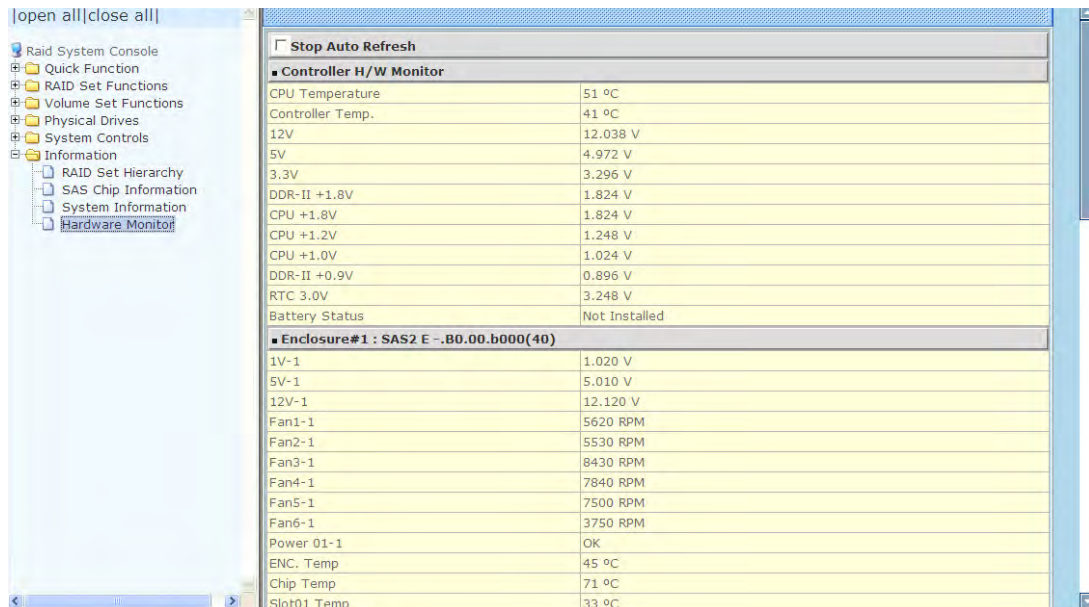 |open all|close all|
Raid System Console
Quick Function
RAID Set Functions
Volume Set Functions
Physical Drives
System Controls
Information
RAID Set Hierarchy
SAS Chip Information
System Information
Hardware Monitor
Stop Auto Refresh
Controller H/W Monitor
CPU Temperature 51 ºC
Controller Temp. 41 ºC
12V 12.038 V
5V 4.972 V
3.3V 3.296 V
DDR-II +1.8V 1.824 V
CPU +1.8V 1.824 V
CPU +1.2V 1.248 V
CPU +1.0V 1.024 V
DDR-II +0.9V 0.896 V
RTC 3.0V 3.248 V
Battery Status Not Installed
Enclosure#1 : SAS2 E -.B0.00.b000(40)
1V-1 1.020 V
5V-1 5.010 V
12V-1 12.120 V
Fan1-1 5620 RPM
Fan2-1 5530 RPM
Fan3-1 8430 RPM
Fan4-1 7840 RPM
Fan5-1 7500 RPM
Fan6-1 3750 RPM
Power 01-1 OK
ENC. Temp 45 ºC
Chip Temp 71 ºC
Slot01 Temp 33 ºC